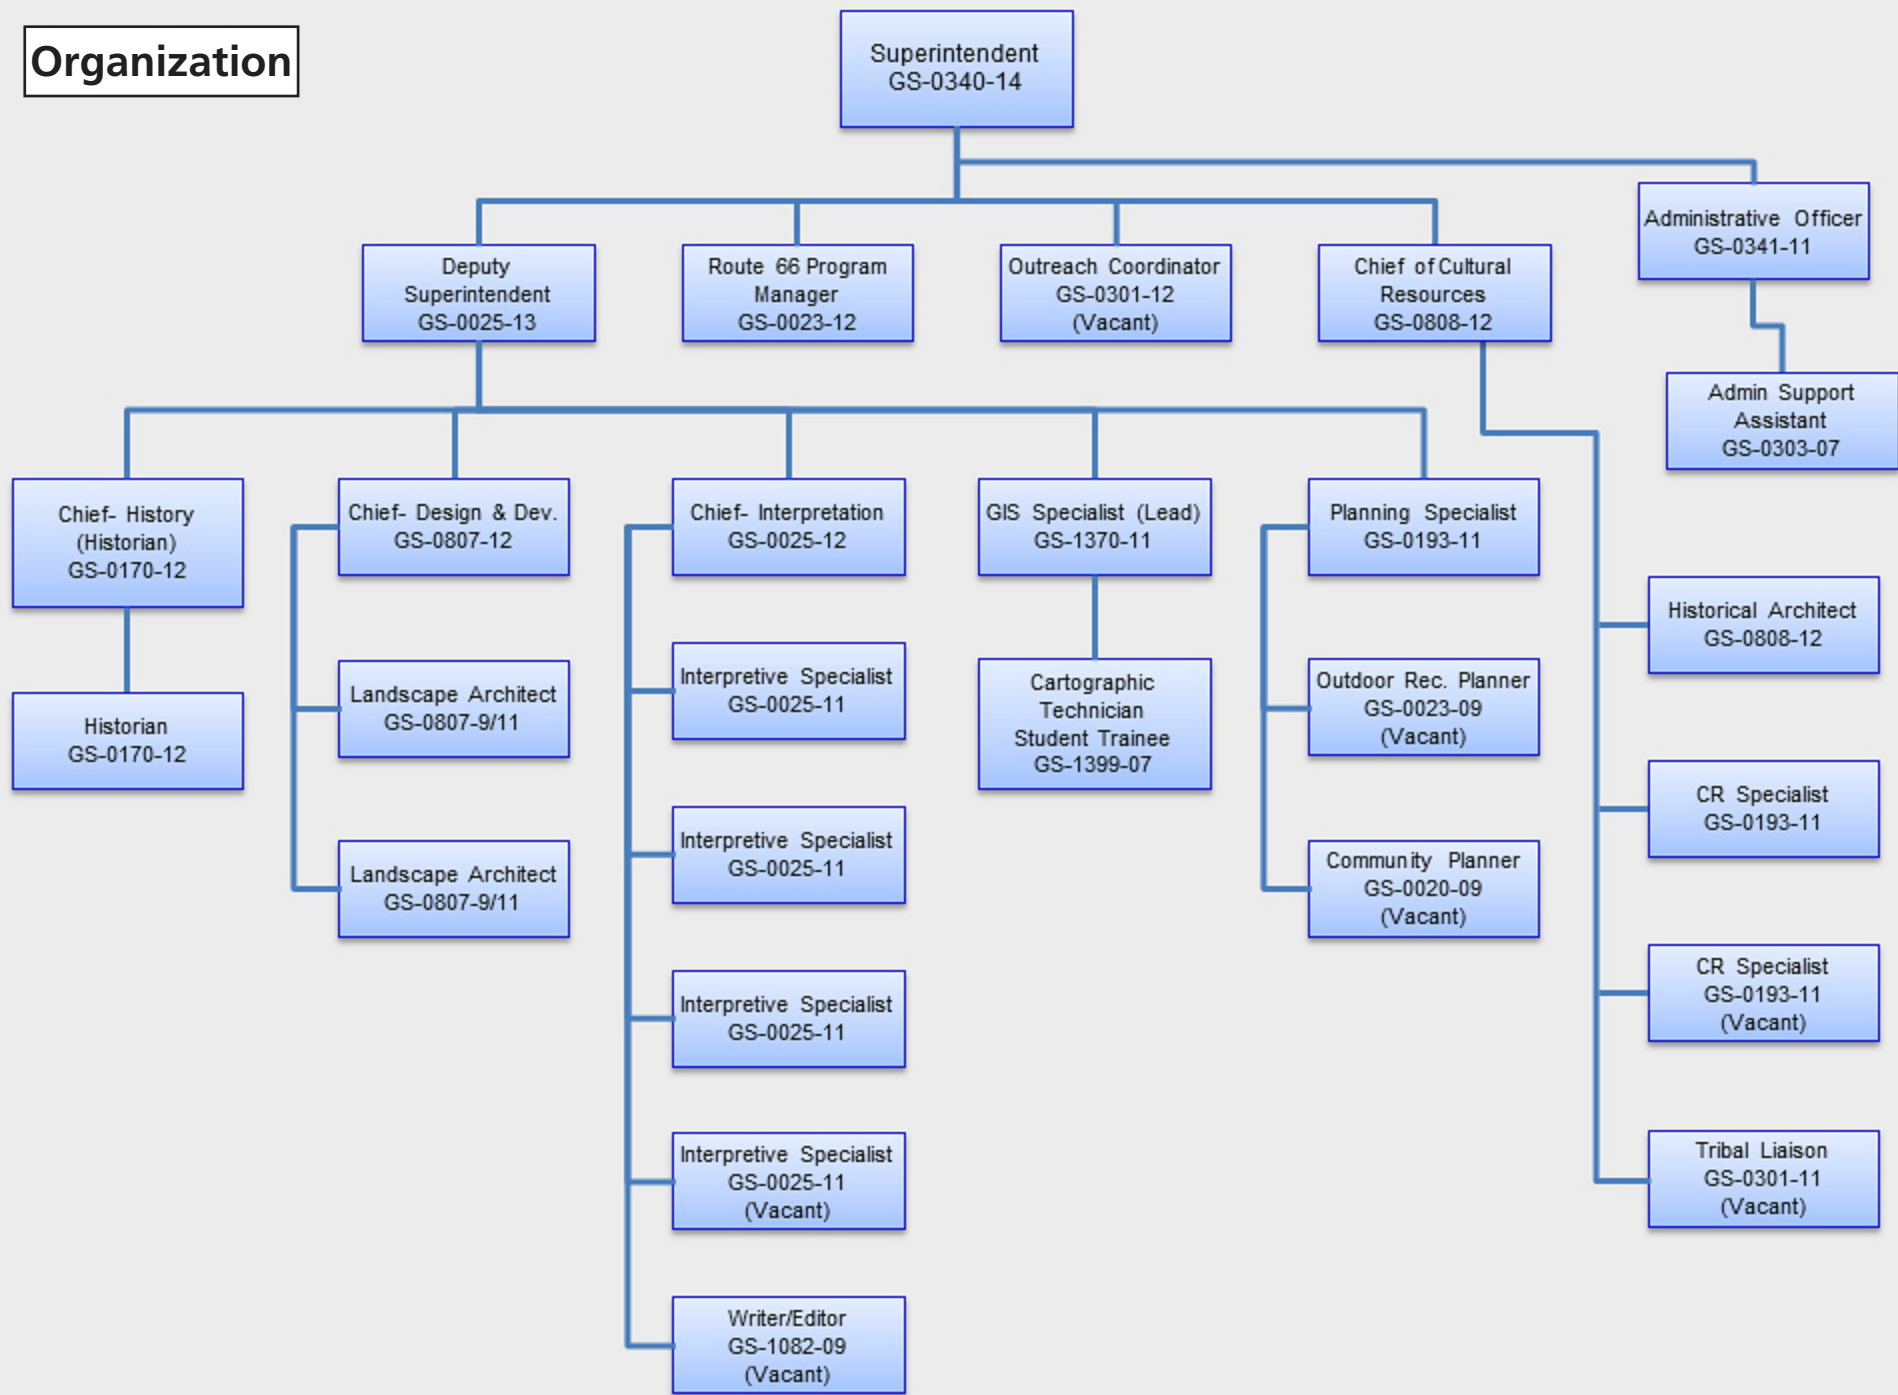 Organization
Superintendent
GS-0340-14
Administrative Officer
GS-0341-11
Deputy
Superintendent
GS-0025-13
Route 66 Program
Manager
GS-0023-12
Outreach Coordinator
GS-0301-12
(Vacant)
Chief of Cultural
Resources
GS-0808-12
Admin Support
Assistant
GS-0303-07
Chief- History
(Historian)
GS-0170-12
Historian
GS-0170-12
Chief- Design & Dev.
GS-0807-12
Landscape Architect
GS-0807-9/11
Landscape Architect
GS-0807-9/11
Chief- Interpretation
GS-0025-12
Interpretive Specialist
GS-0025-11
Interpretive Specialist
GS-0025-11
Interpretive Specialist
GS-0025-11
Interpretive Specialist
GS-0025-11
(Vacant)
Writer/Editor
GS-1082-09
(Vacant)
GIS Specialist (Lead)
GS-1370-11
Cartographic
Technician
Student Trainee
GS-1399-07
Planning Specialist
GS-0193-11
Outdoor Rec. Planner
GS-0023-09
(Vacant)
Community Planner
GS-0020-09
(Vacant)
Historical Architect
GS-0808-12
CR Specialist
GS-0193-11
CR Specialist
GS-0193-11
(Vacant)
Tribal Liaison
GS-0301-11
(Vacant)